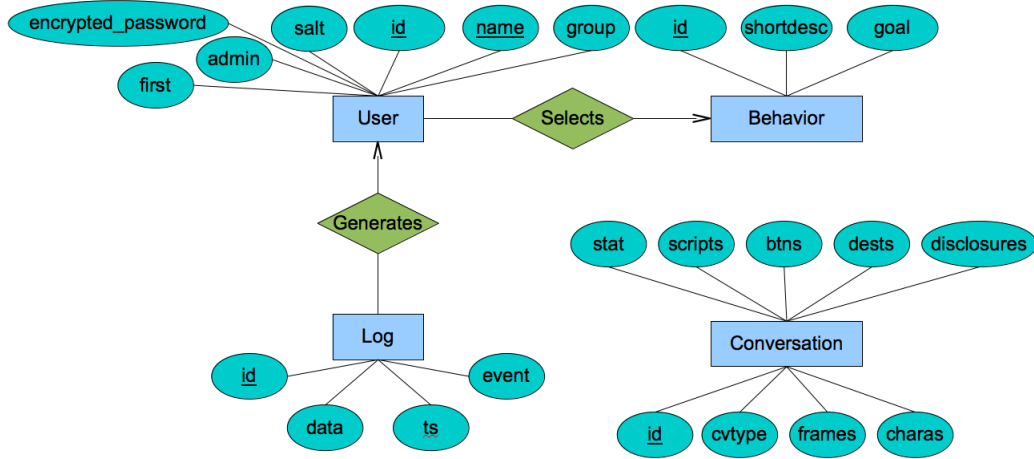 encrypted_password
salt
id
name
group
id
shortdesc
goal
admin
first
User
Selects
Behavior
Generates
stat
scripts
btns
dests
disclosures
Log
Conversation
id
event
data
ts
id
cvtype
frames
charas